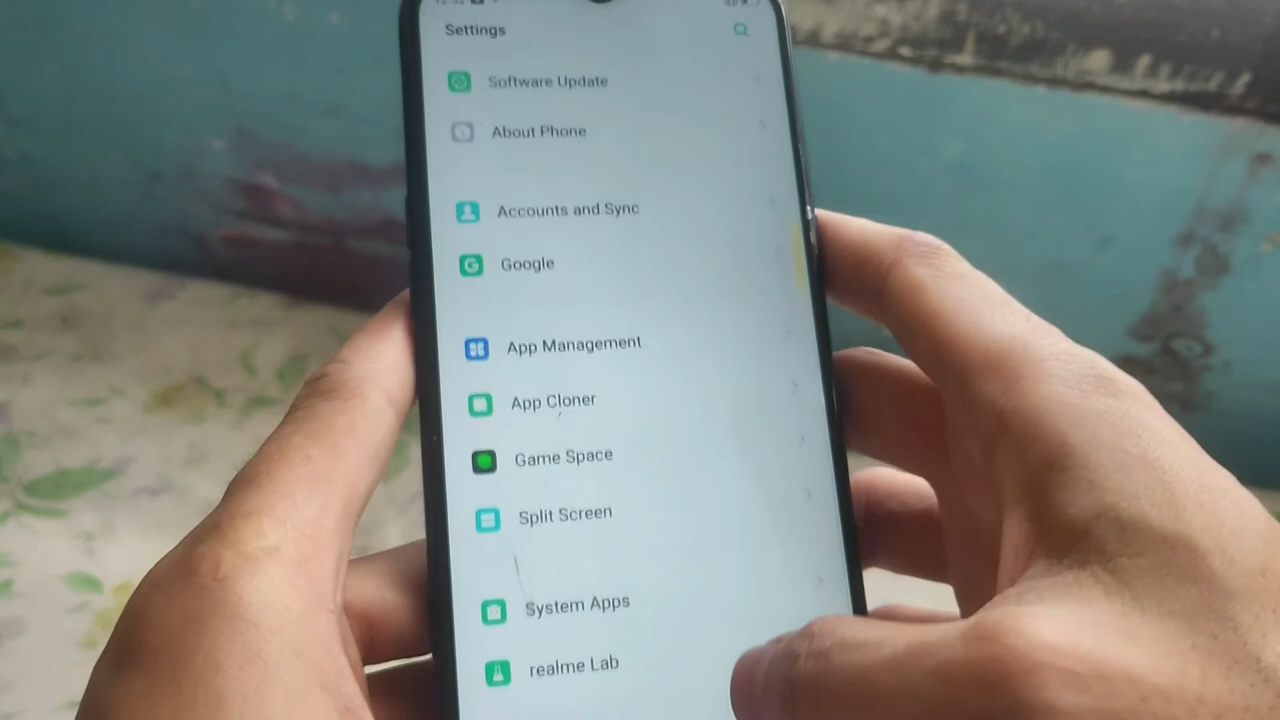 Settings
Software Update
About Phone
Accounts and Sync
Google
App Management
App Cloner
Game Space
Split Screen
System Apps
realme Lab